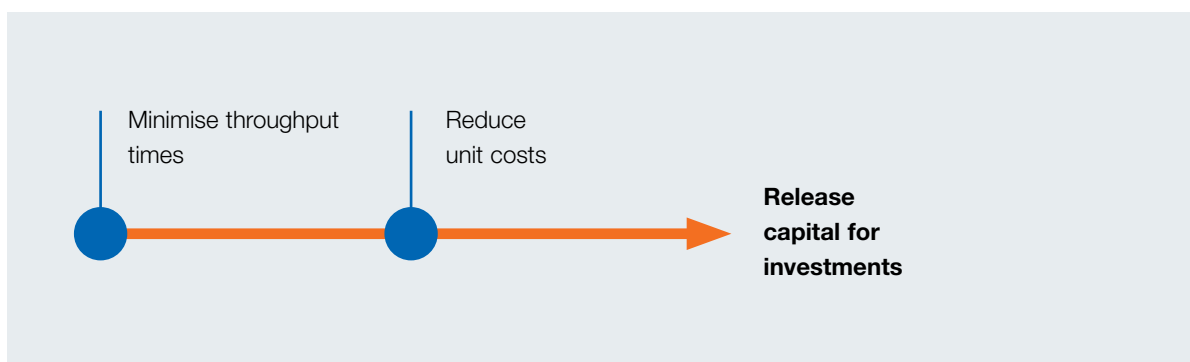 Minimise throughput
times
Reduce
unit costs
Release
capital for
investments